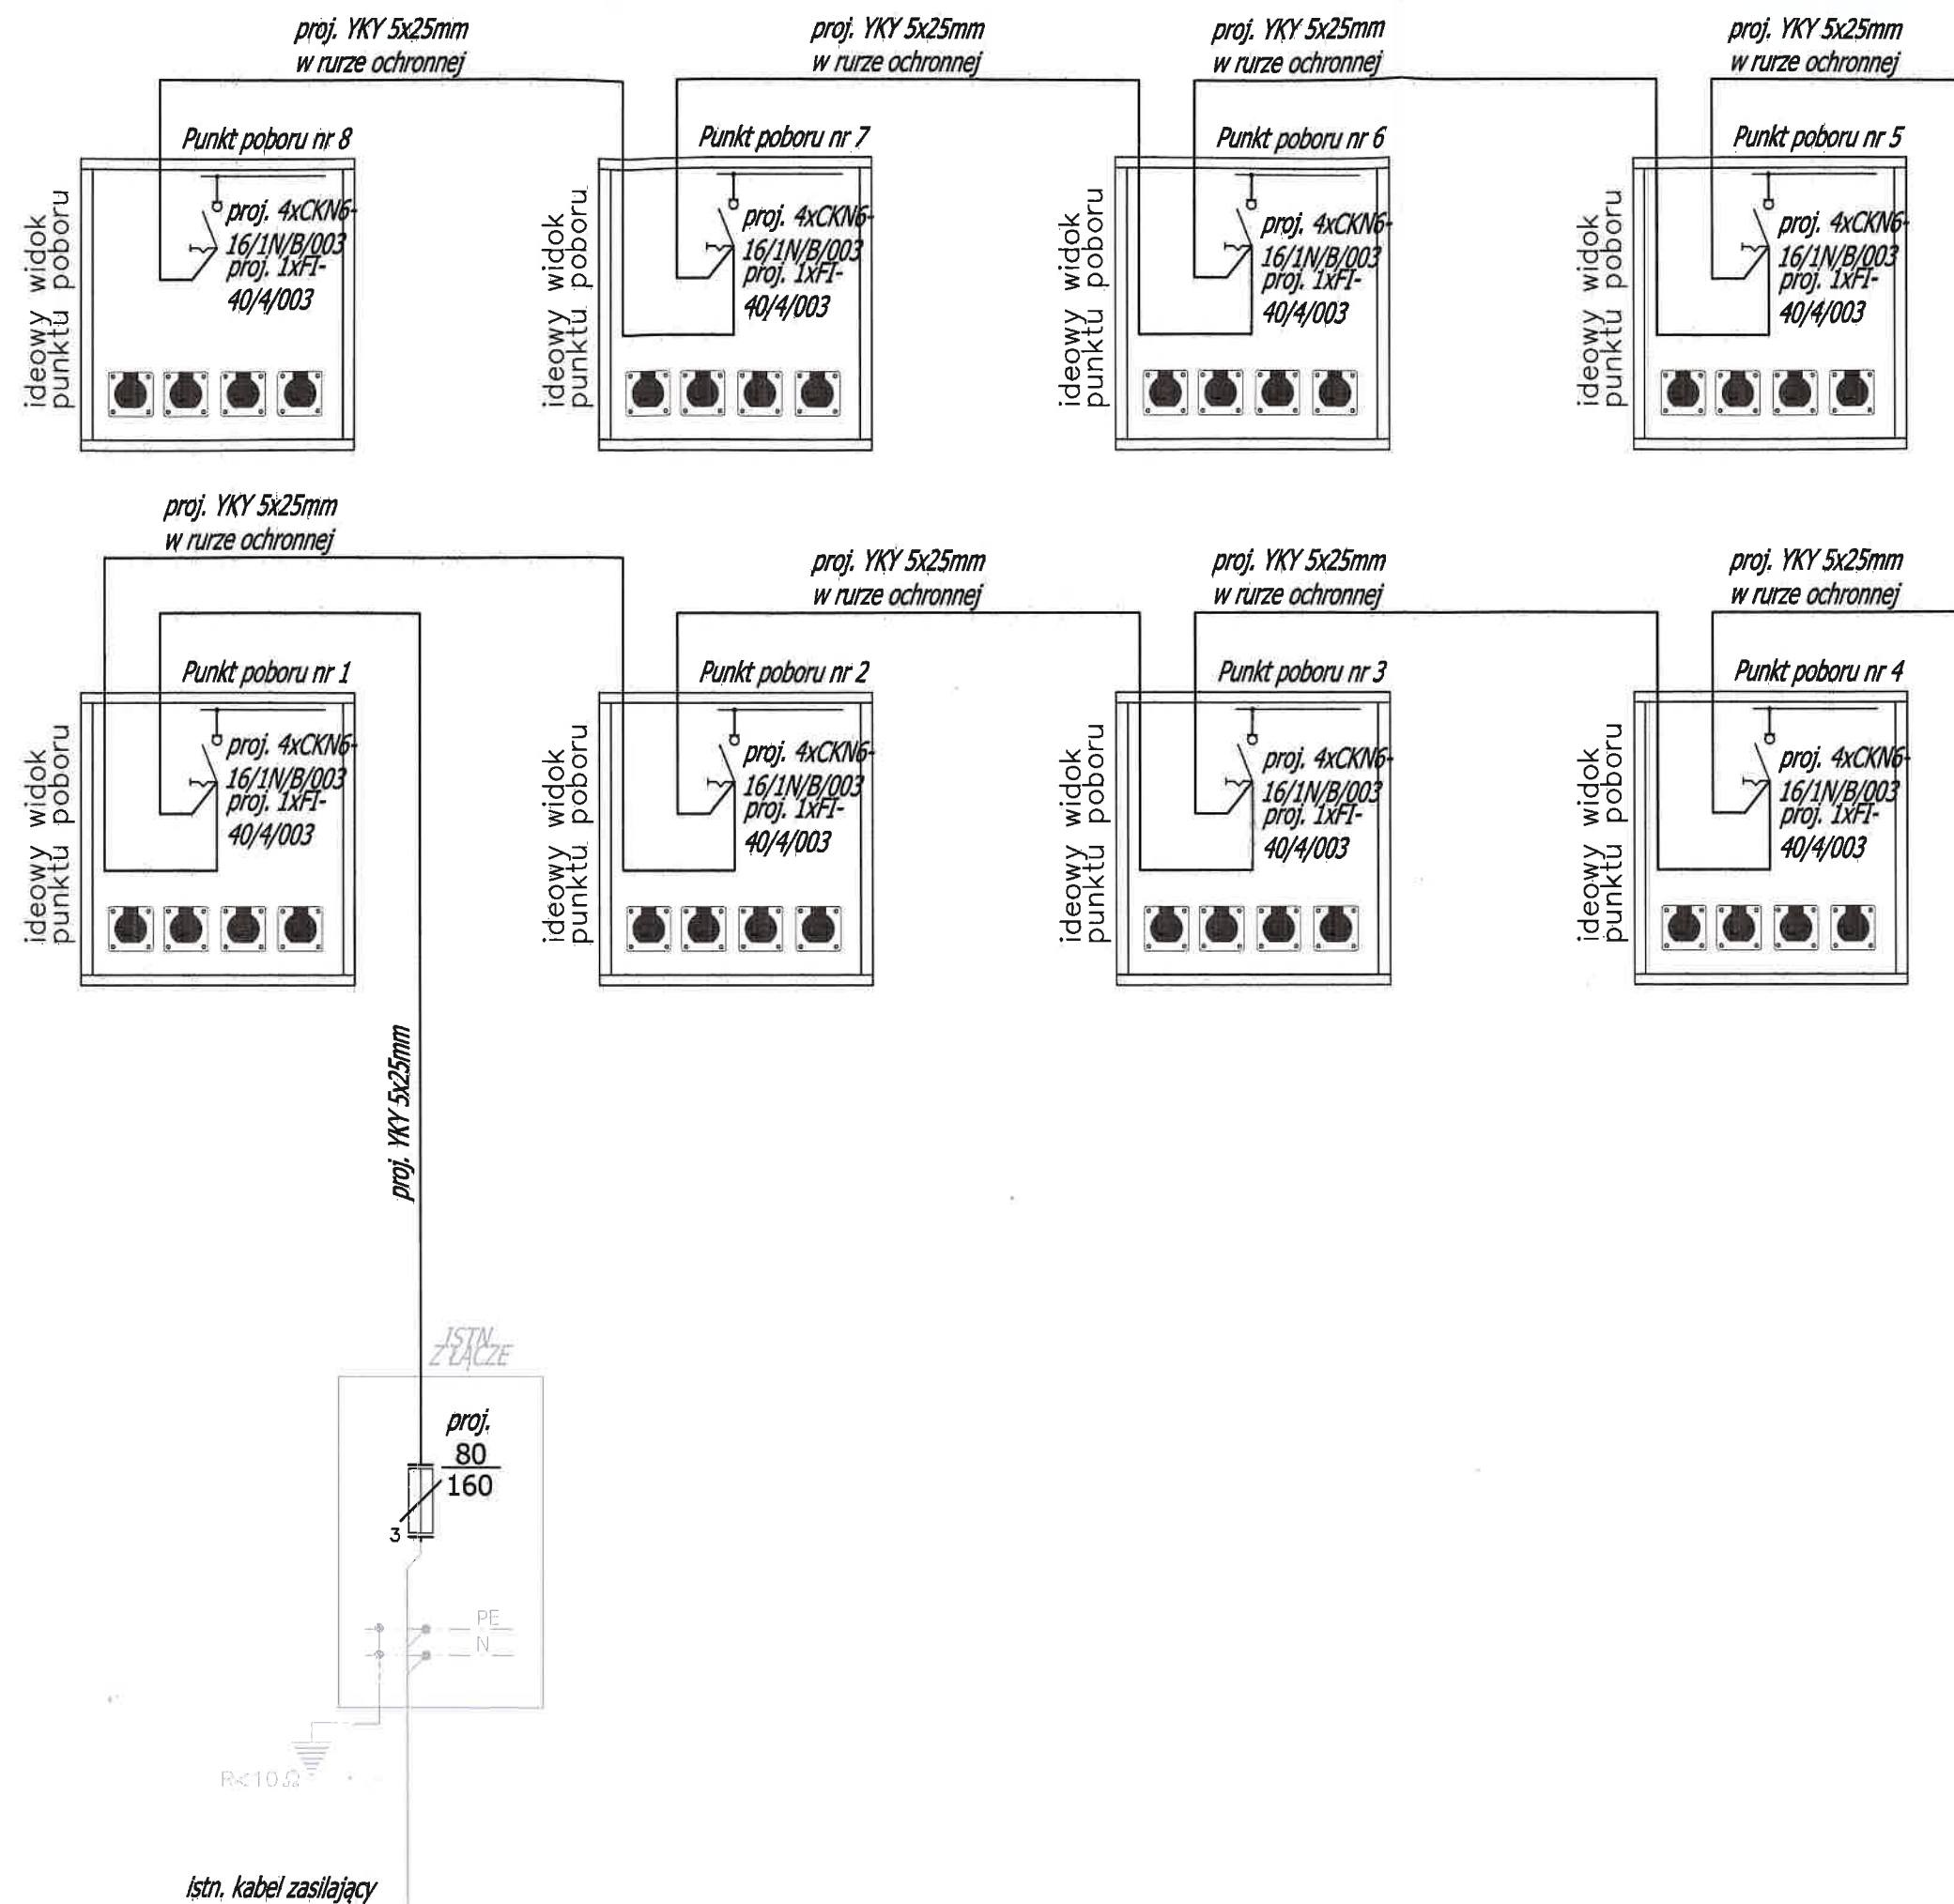 proj. YKY 5x25mm
w rurze ochronnej
proj. YKY 5x25mm
w rurze ochronnej
proj. YKY 5x25mm
w rurze ochronnej
proj. YKY 5x25mm
w rurze ochronnej
Punkt poboru nr 8
ideowy widok
punktu poboru
proj. 4xCKN6-
16/1N/B/003
proj. 1xFI-
40/4/003
Punkt poboru nr 7
ideowy widok
punktu poboru
proj. 4xCKN6-
16/1N/B/003
proj. 1xFI-
40/4/003
Punkt poboru nr 6
ideowy widok
punktu poboru
proj. 4xCKN6-
16/1N/B/003
proj. 1xFI-
40/4/003
Punkt poboru nr 5
ideowy widok
punktu poboru
proj. 4xCKN6-
16/1N/B/003
proj. 1xFI-
40/4/003
proj. YKY 5x25mm
w rurze ochronnej
proj. YKY 5x25mm
w rurze ochronnej
proj. YKY 5x25mm
w rurze ochronnej
proj. YKY 5x25mm
w rurze ochronnej
Punkt poboru nr 1
ideowy widok
punktu poboru
proj. 4xCKN6-
16/1N/B/003
proj. 1xFI-
40/4/003
Punkt poboru nr 2
ideowy widok
punktu poboru
proj. 4xCKN6-
16/1N/B/003
proj. 1xFI-
40/4/003
Punkt poboru nr 3
ideowy widok
punktu poboru
proj. 4xCKN6-
16/1N/B/003
proj. 1xFI-
40/4/003
Punkt poboru nr 4
ideowy widok
punktu poboru
proj. 4xCKN6-
16/1N/B/003
proj. 1xFI-
40/4/003
proj. YKY 5x25mm
ISTN.
ZŁĄCZE
proj.
80
160
3
PE
N
R<10Ω
istn. kabel zasilający